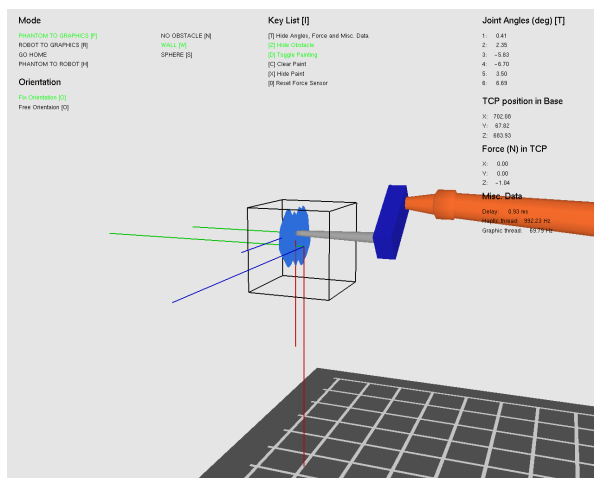 Mode
PHANTOM TO GRAPHICS [P]
ROBOT TO GRAPHICS [R]
GO HOME
PHANTOM TO ROBOT [H]
NO OBSTACLE [N]
WALL [W]
SPHERE [S]
Orientation
Fix Orientation [O]
Free Orientaion [O]
Key List [I]
[T] Hide Angles, Force and Misc. Data
[Z] Hide Obstacle
[D] Toggle Painting
[C] Clear Paint
[X] Hide Paint
[0] Reset Force Sensor
Joint Angles (deg) [T]
1: 0.41
2: 2.35
3: -5.83
4: -6.70
5: 3.50
6: 6.69
TCP position in Base
X: 702.88
Y: 67.82
Z: 683.93
Force (N) in TCP
X: 0.00
Y: 0.00
Z: -1.04
Misc. Data
Delay: 0.93 ms
Haptic thread: 992.23 Hz
Graphic thread: 69.79 Hz